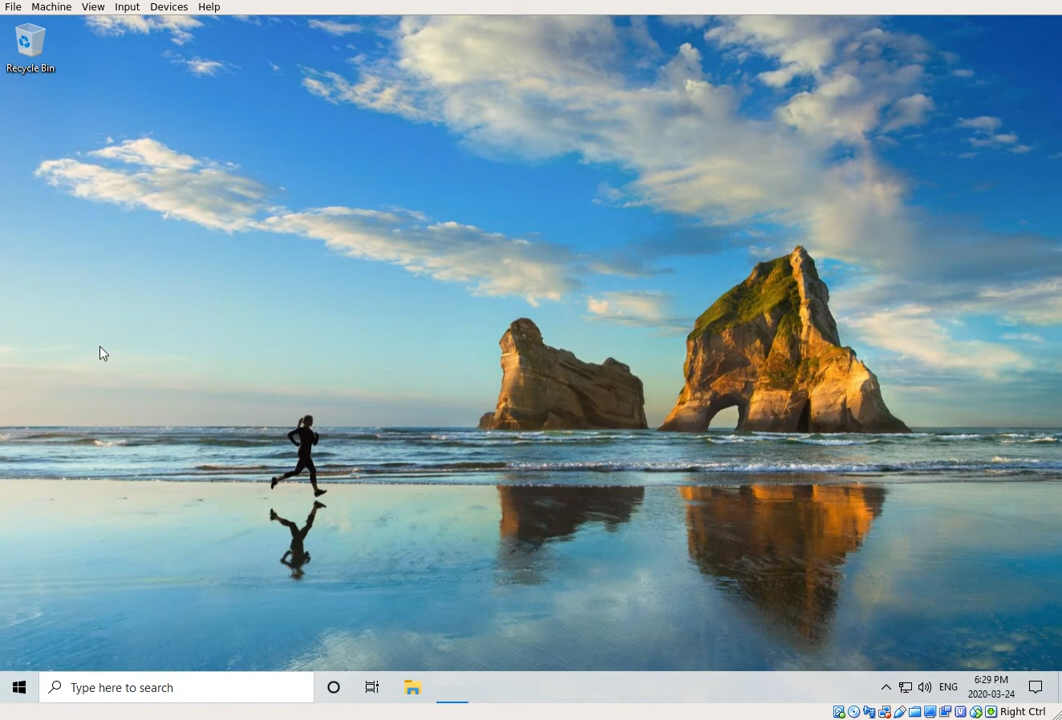 File Machine View Input Devices Help
Recycle Bin
Type here to search
ENG
6:29 PM
2020-03-24
Right Ctrl